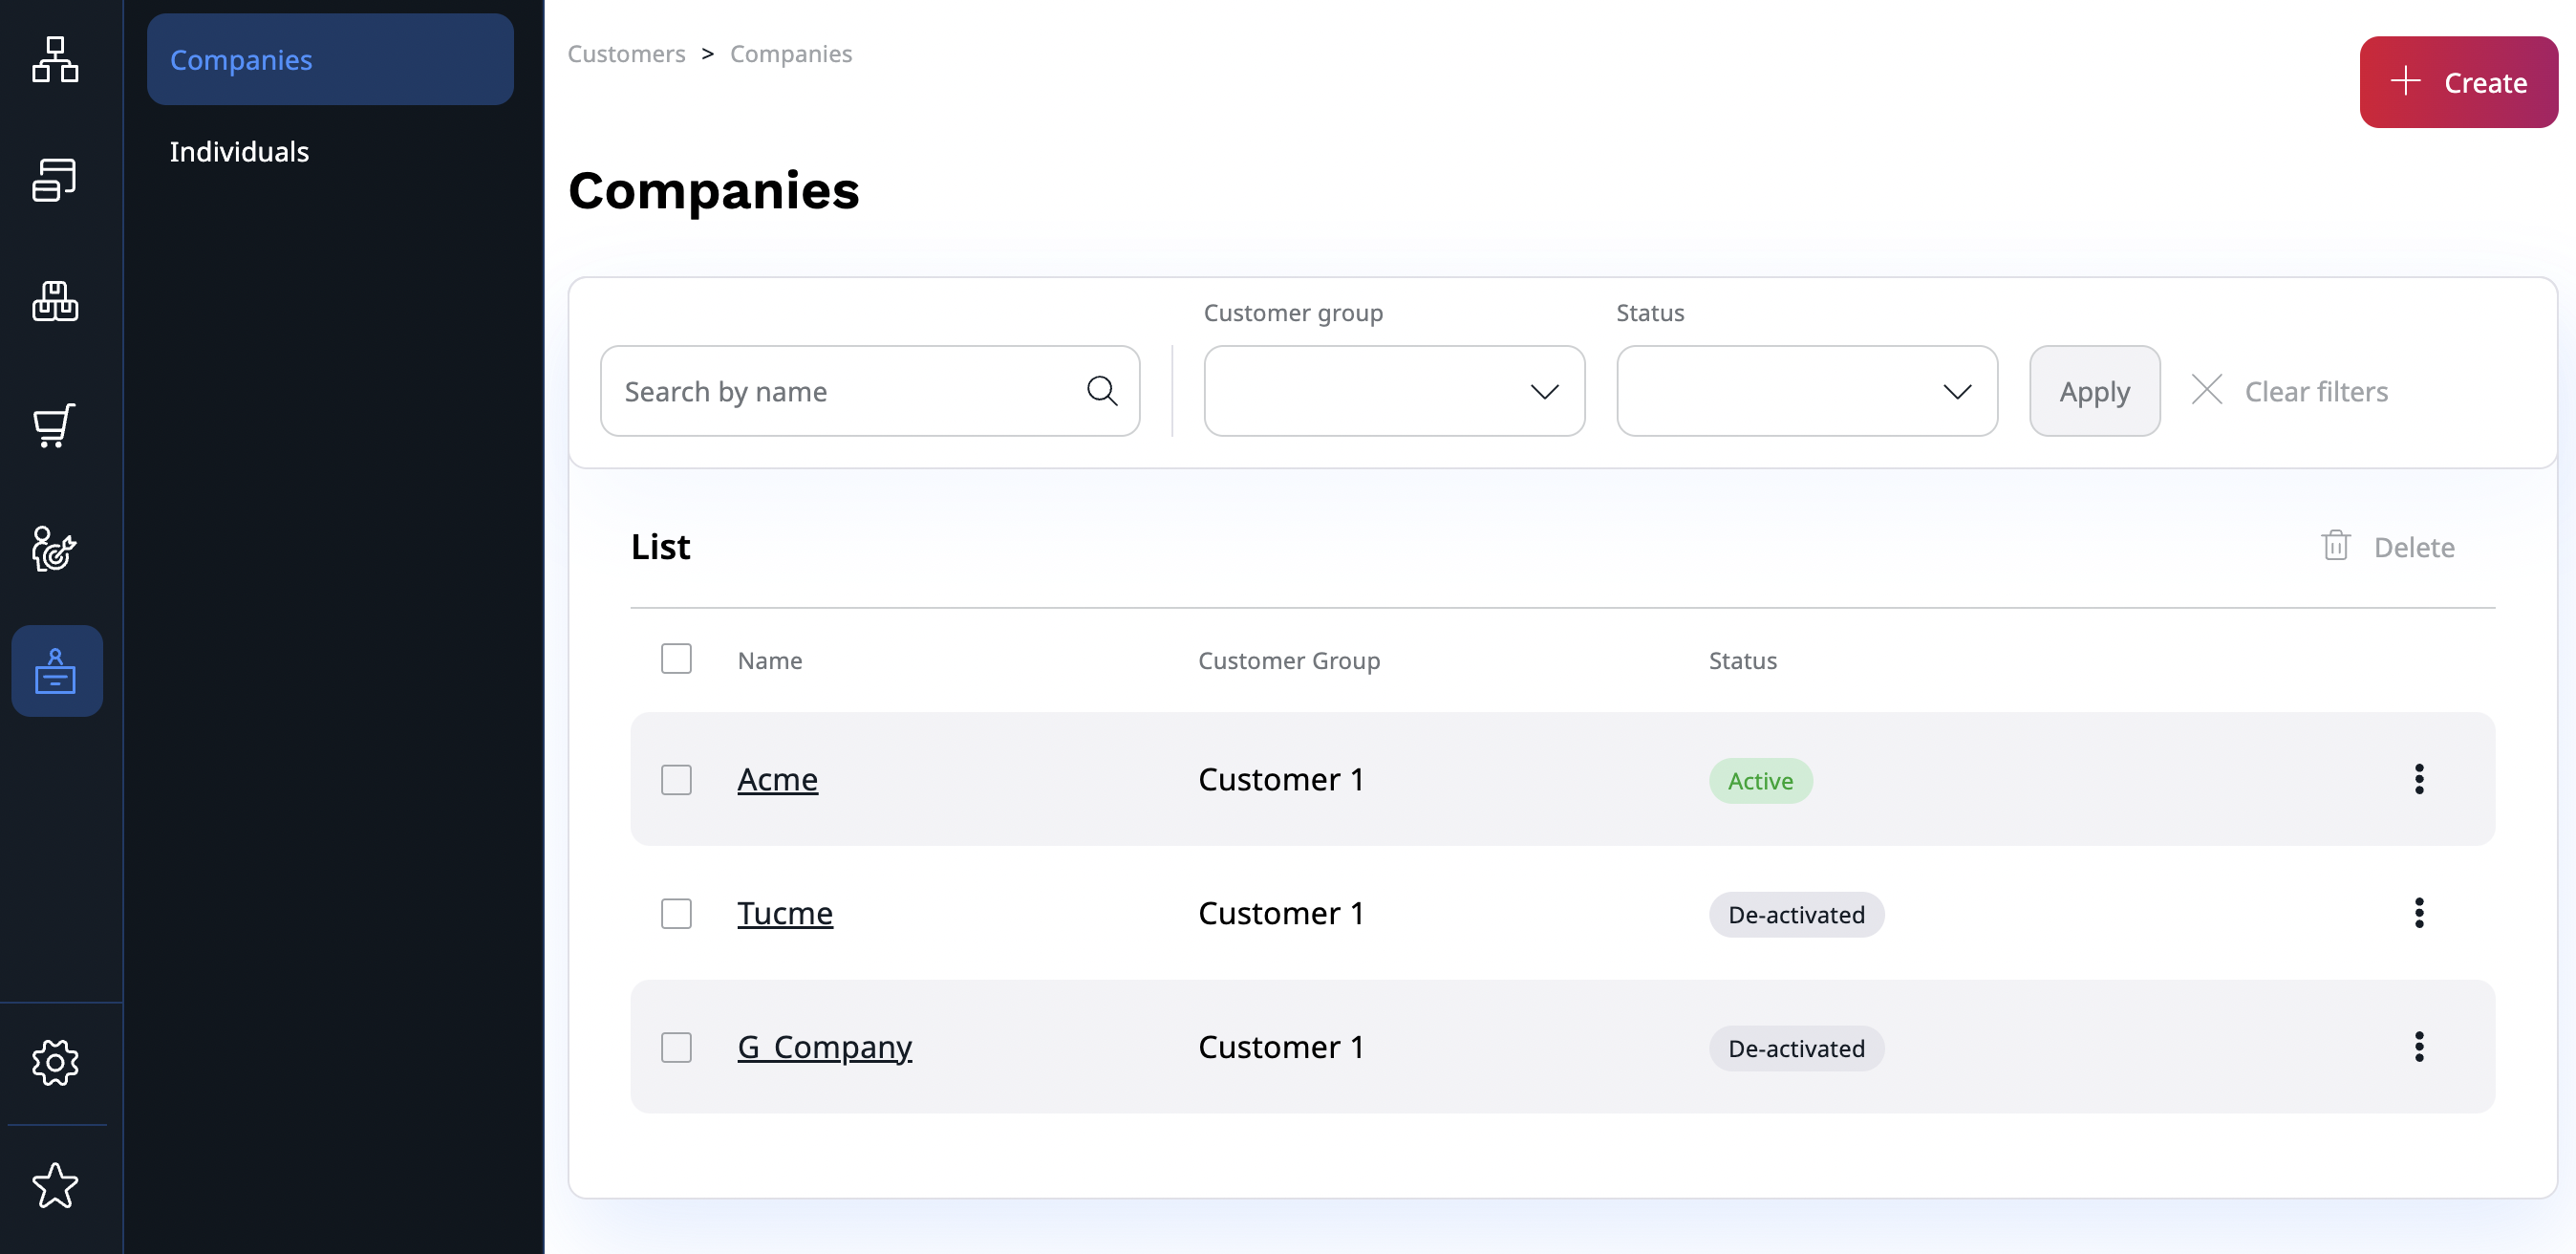 Companies
Individuals
Customers > Companies
Create
Companies
Customer group
Status
Search by name
Apply
Clear filters
List
Delete
Name
Customer Group
Status
Acme
Customer 1
Active
Tucme
Customer 1
De-activated
G_Company
Customer 1
De-activated